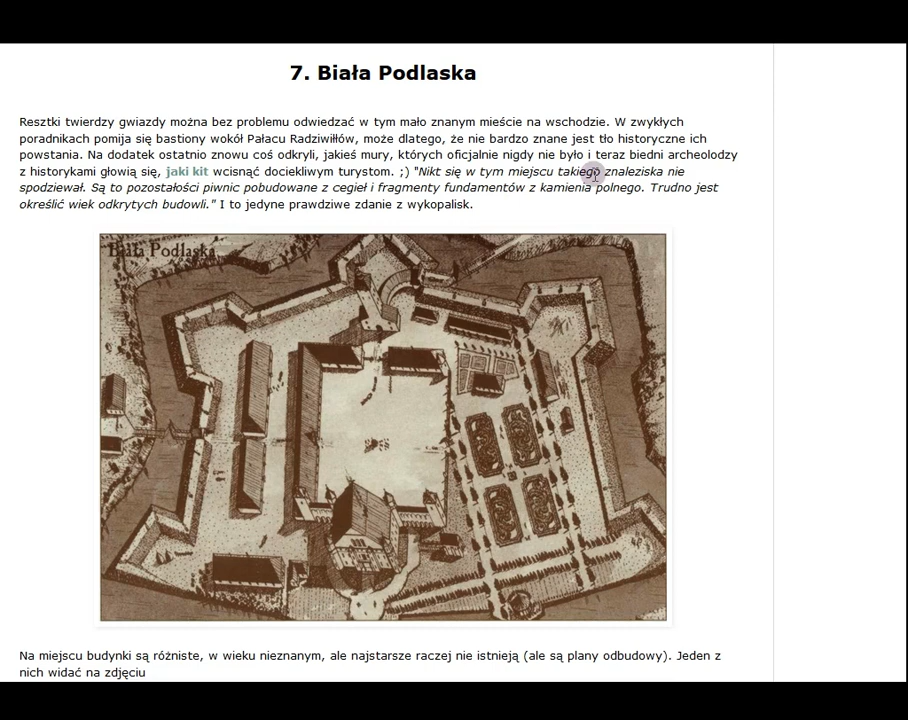 7. Biała Podlaska
Resztki twierdzy gwiazdy można bez problemu odwiedzać w tym mało znanym mieście na wschodzie. W zwykłych
poradnikach pomija się bastiony wokół Pałacu Radziwiłłów, może dlatego, że nie bardzo znane jest tło historyczne ich
powstania. Na dodatek ostatnio znowu coś odkryli, jakieś mury, których oficjalnie nigdy nie było i teraz biedni archeolodzy
z historykami głowią się, jaki kit wcisnąć dociekliwym turystom. ;) "Nikt się w tym miejscu takiego znaleziska nie
spodziewał. Są to pozostałości piwnic pobudowane z cegieł i fragmenty fundamentów z kamienia polnego. Trudno jest
określić wiek odkrytych budowli." I to jedyne prawdziwe zdanie z wykopalisk.
Biała Podlaska
Na miejscu budynki są różniste, w wieku nieznanym, ale najstarsze raczej nie istnieją (ale są plany odbudowy). Jeden z
nich widać na zdjęciu